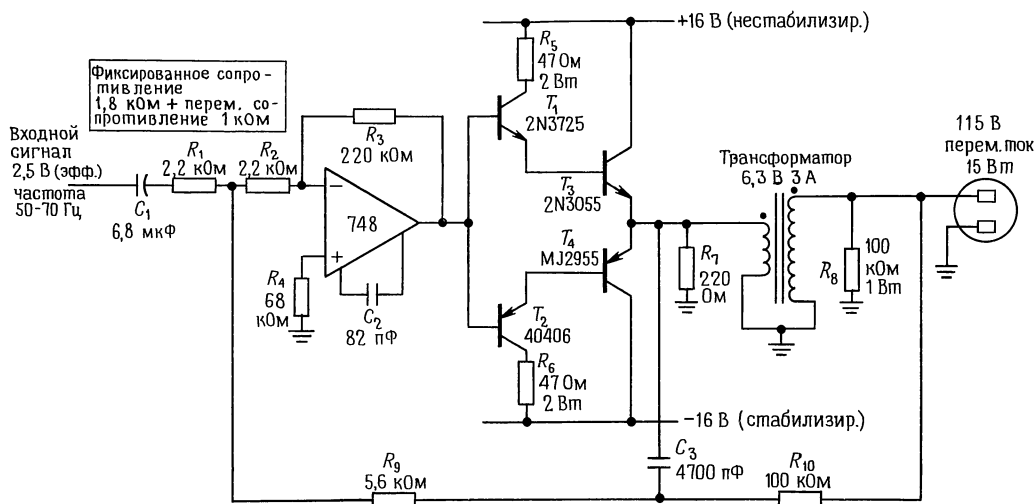 +16 В (нестабилизир.)
R5
47 Ом
2 Вт
Фиксированное сопро-
тивление
1,8 кОм + перем. со-
противление 1 кОм
T1
2N3725
115 В
перем. ток
15 Вт
Входной
сигнал
2,5 В (эфф.)
частота
50-70 Гц
R1
2,2 кОм
R2
2,2 кОм
R3
220 кОм
Трансформатор
6,3 В 3 А
C1
6,8 мкФ
−
748
+
T3
2N3055
T4
MJ2955
R7
220
Ом
R8
100
кОм
1 Вт
R4
68
кОм
C2
82 пФ
T2
40406
R6
47 Ом
2 Вт
−16 В (стабилизир.)
C3
4700 пФ
R9
5,6 кОм
R10
100 кОм